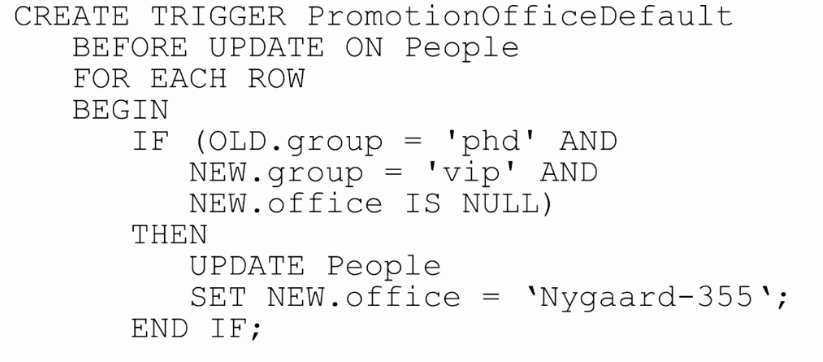 CREATE TRIGGER PromotionOfficeDefault
BEFORE UPDATE ON People
FOR EACH ROW
BEGIN
IF (OLD.group = 'phd' AND
NEW.group = 'vip' AND
NEW.office IS NULL)
THEN
UPDATE People
SET NEW.office = ‛Nygaard-355‛;
END IF;